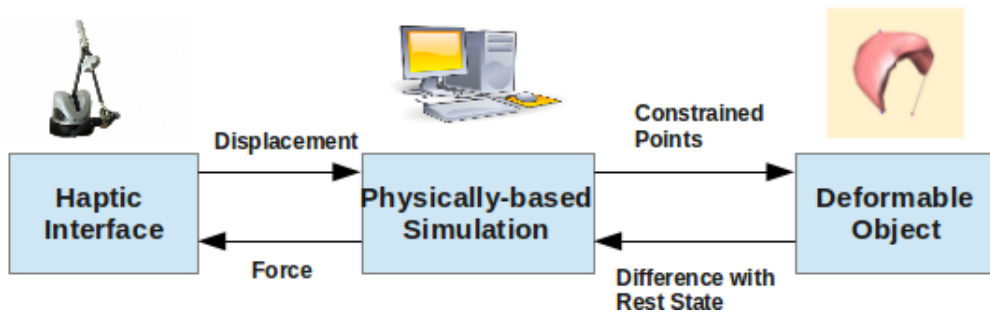 Displacement
Constrained
Points
Haptic
Interface
Physically-based
Simulation
Deformable
Object
Force
Difference with
Rest State